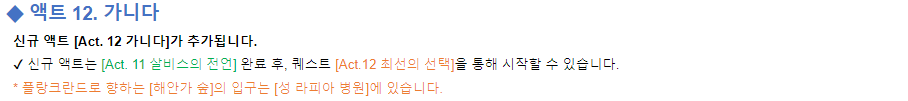 ◆ 액트 12. 가니다
신규 액트 [Act. 12 가니다]가 추가됩니다.
✔ 신규 액트는 [Act. 11 샬비스의 전언] 완료 후, 퀘스트 [Act.12 최선의 선택]을 통해 시작할 수 있습니다.
* 플랑크란드로 향하는 [해안가 숲]의 입구는 [성 라피아 병원]에 있습니다.